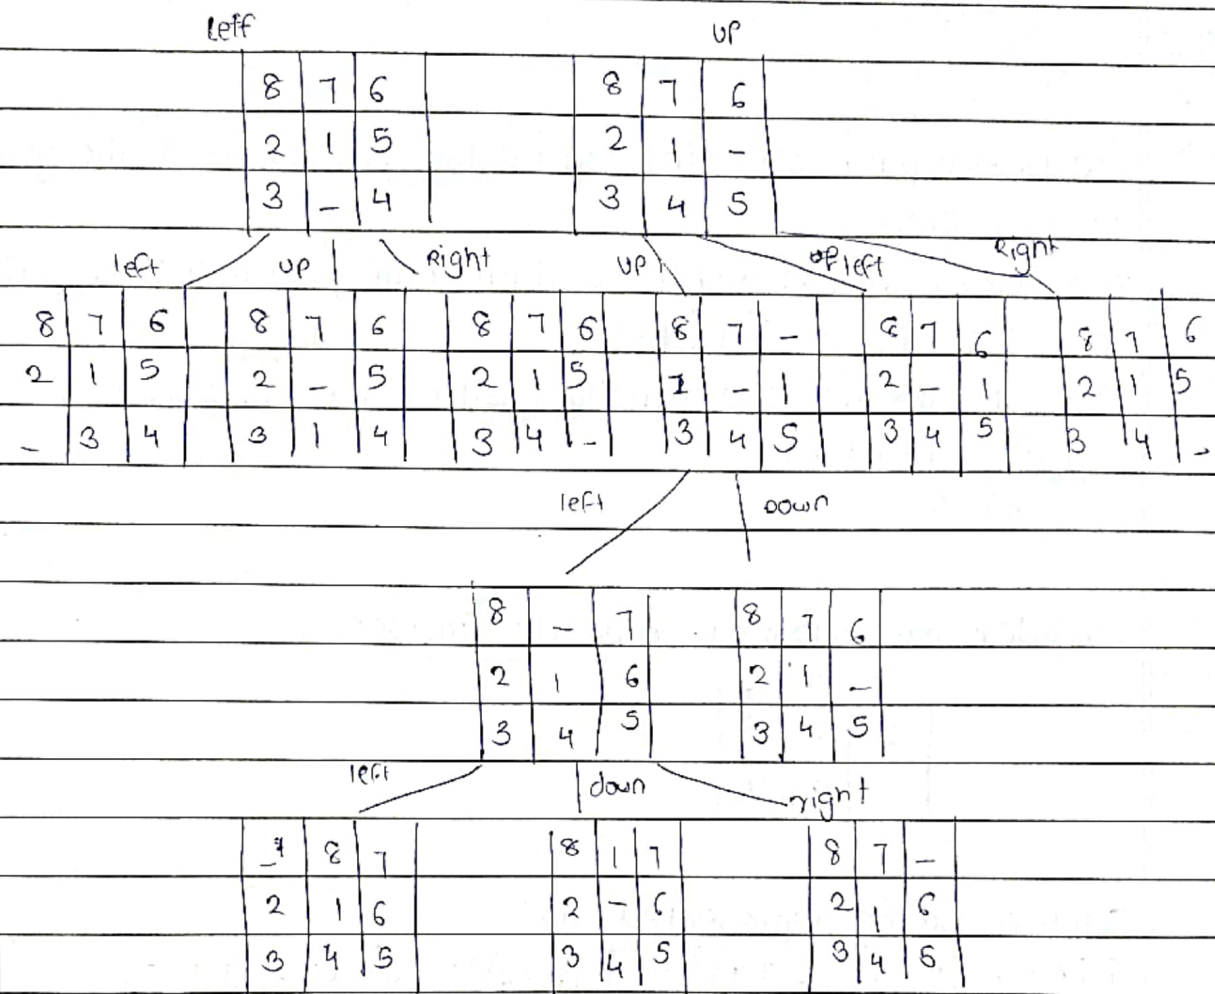 left up
8 7 6 8 7 6
2 1 5 2 1 -
3 - 4 3 4 5
left up Right up left Right
8 7 6 8 7 6 8 7 6 8 7 - 8 7 6 8 7 6
2 1 5 2 - 5 2 1 5 - 1 2 - 1 2 1 5
- 3 4 3 1 4 3 4 - 3 4 5 3 4 5 3 4 -
left Down
8 - 7 8 7 6
2 1 6 2 1 -
3 4 5 3 4 5
left down right
- 8 7 8 1 7 8 7 -
2 1 6 2 - 6 2 1 6
3 4 5 3 4 5 3 4 5